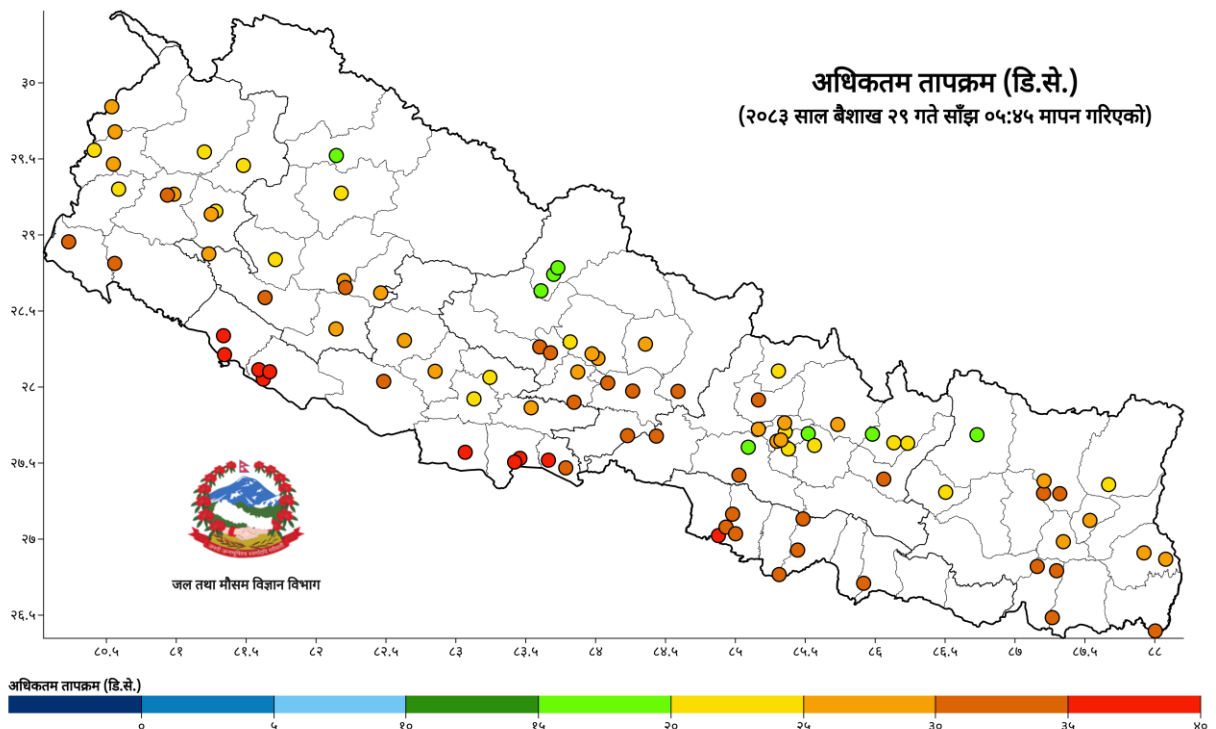 अधिकतम तापक्रम (डि.से.)
(२०८३ साल बैशाख २९ गते साँझ ०५:४५ मापन गरिएको)
३०
२९.५
२९
२८.५
२८
२७.५
२७
२६.५
जल तथा मौसम विज्ञान विभाग
८०.५ ८१ ८१.५ ८२ ८२.५ ८३ ८३.५ ८४ ८४.५ ८५ ८५.५ ८६ ८६.५ ८७ ८७.५ ८८
अधिकतम तापक्रम (डि.से.)
० ५ १० १५ २० २५ ३० ३५ ४०